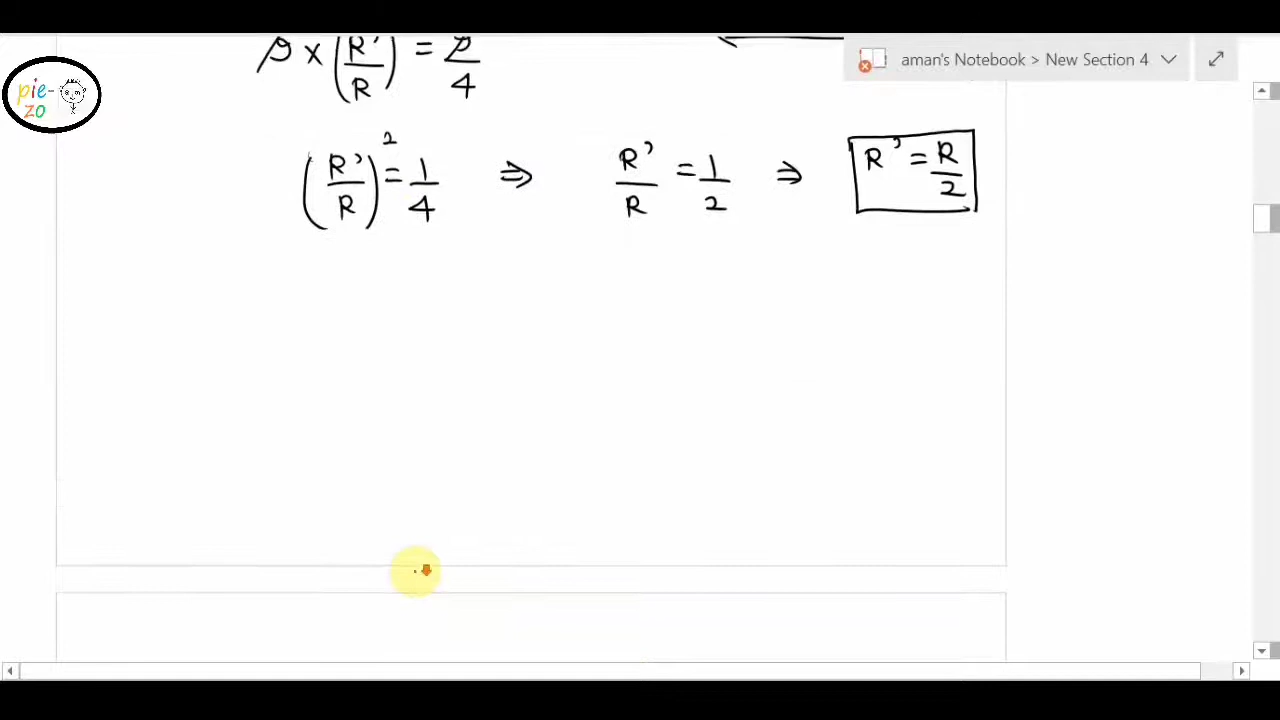 aman's Notebook > New Section 4
pie-
zo
× (R'/R) = /4
(R'/R)² = 1/4 ⇒ R'/R = 1/2 ⇒ R' = R/2